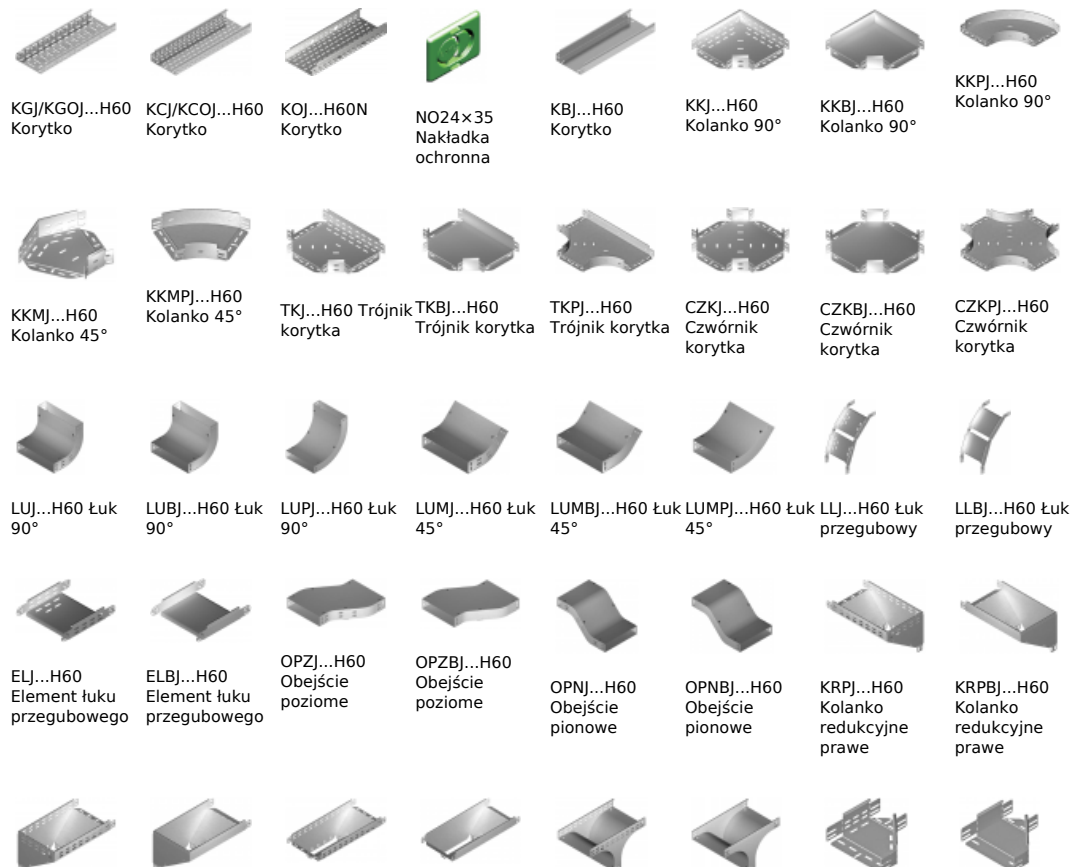 KGJ/KGOJ...H60
Korytko
KCJ/KCOJ...H60
Korytko
KOJ...H60N
Korytko
NO24×35
Nakładka
ochronna
KBJ...H60
Korytko
KKJ...H60
Kolanko 90°
KKBJ...H60
Kolanko 90°
KKPJ...H60
Kolanko 90°
KKMJ...H60
Kolanko 45°
KKMPJ...H60
Kolanko 45°
TKJ...H60 Trójnik
korytka
TKBJ...H60
Trójnik korytka
TKPJ...H60
Trójnik korytka
CZKJ...H60
Czwórnik
korytka
CZKBJ...H60
Czwórnik
korytka
CZKPJ...H60
Czwórnik
korytka
LUJ...H60 Łuk
90°
LUBJ...H60 Łuk
90°
LUPJ...H60 Łuk
90°
LUMJ...H60 Łuk
45°
LUMBJ...H60 Łuk
45°
LUMPJ...H60 Łuk
45°
LLJ...H60 Łuk
przegubowy
LLBJ...H60 Łuk
przegubowy
ELJ...H60
Element łuku
przegubowego
ELBJ...H60
Element łuku
przegubowego
OPZJ...H60
Obejście
poziome
OPZBJ...H60
Obejście
poziome
OPNJ...H60
Obejście
pionowe
OPNBJ...H60
Obejście
pionowe
KRPJ...H60
Kolanko
redukcyjne
prawe
KRPBJ...H60
Kolanko
redukcyjne
prawe